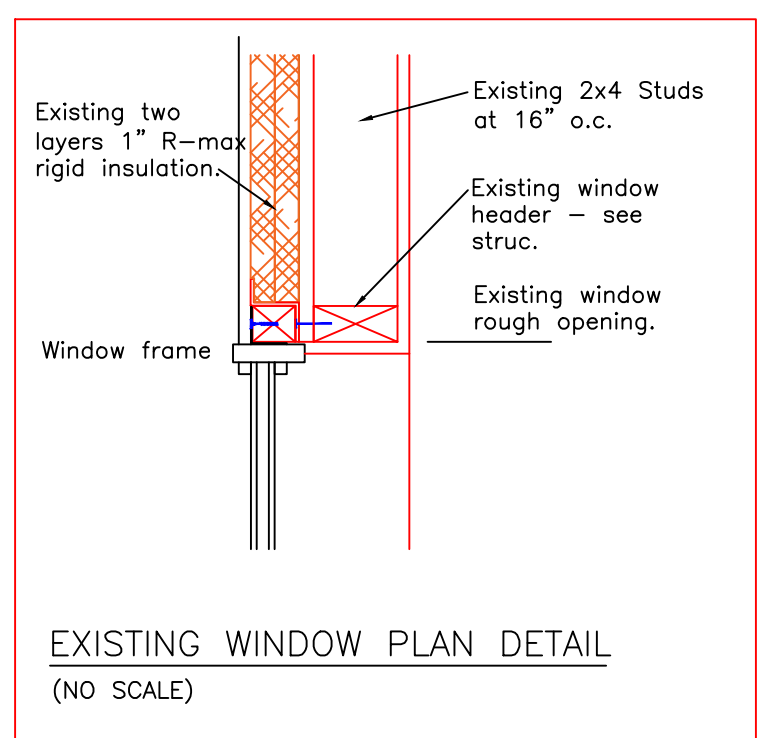 Existing two
layers 1" R-max
rigid insulation.
Existing 2x4 Studs
at 16" o.c.
Existing window
header - see
struc.
Existing window
rough opening.
Window frame
EXISTING WINDOW PLAN DETAIL
(NO SCALE)